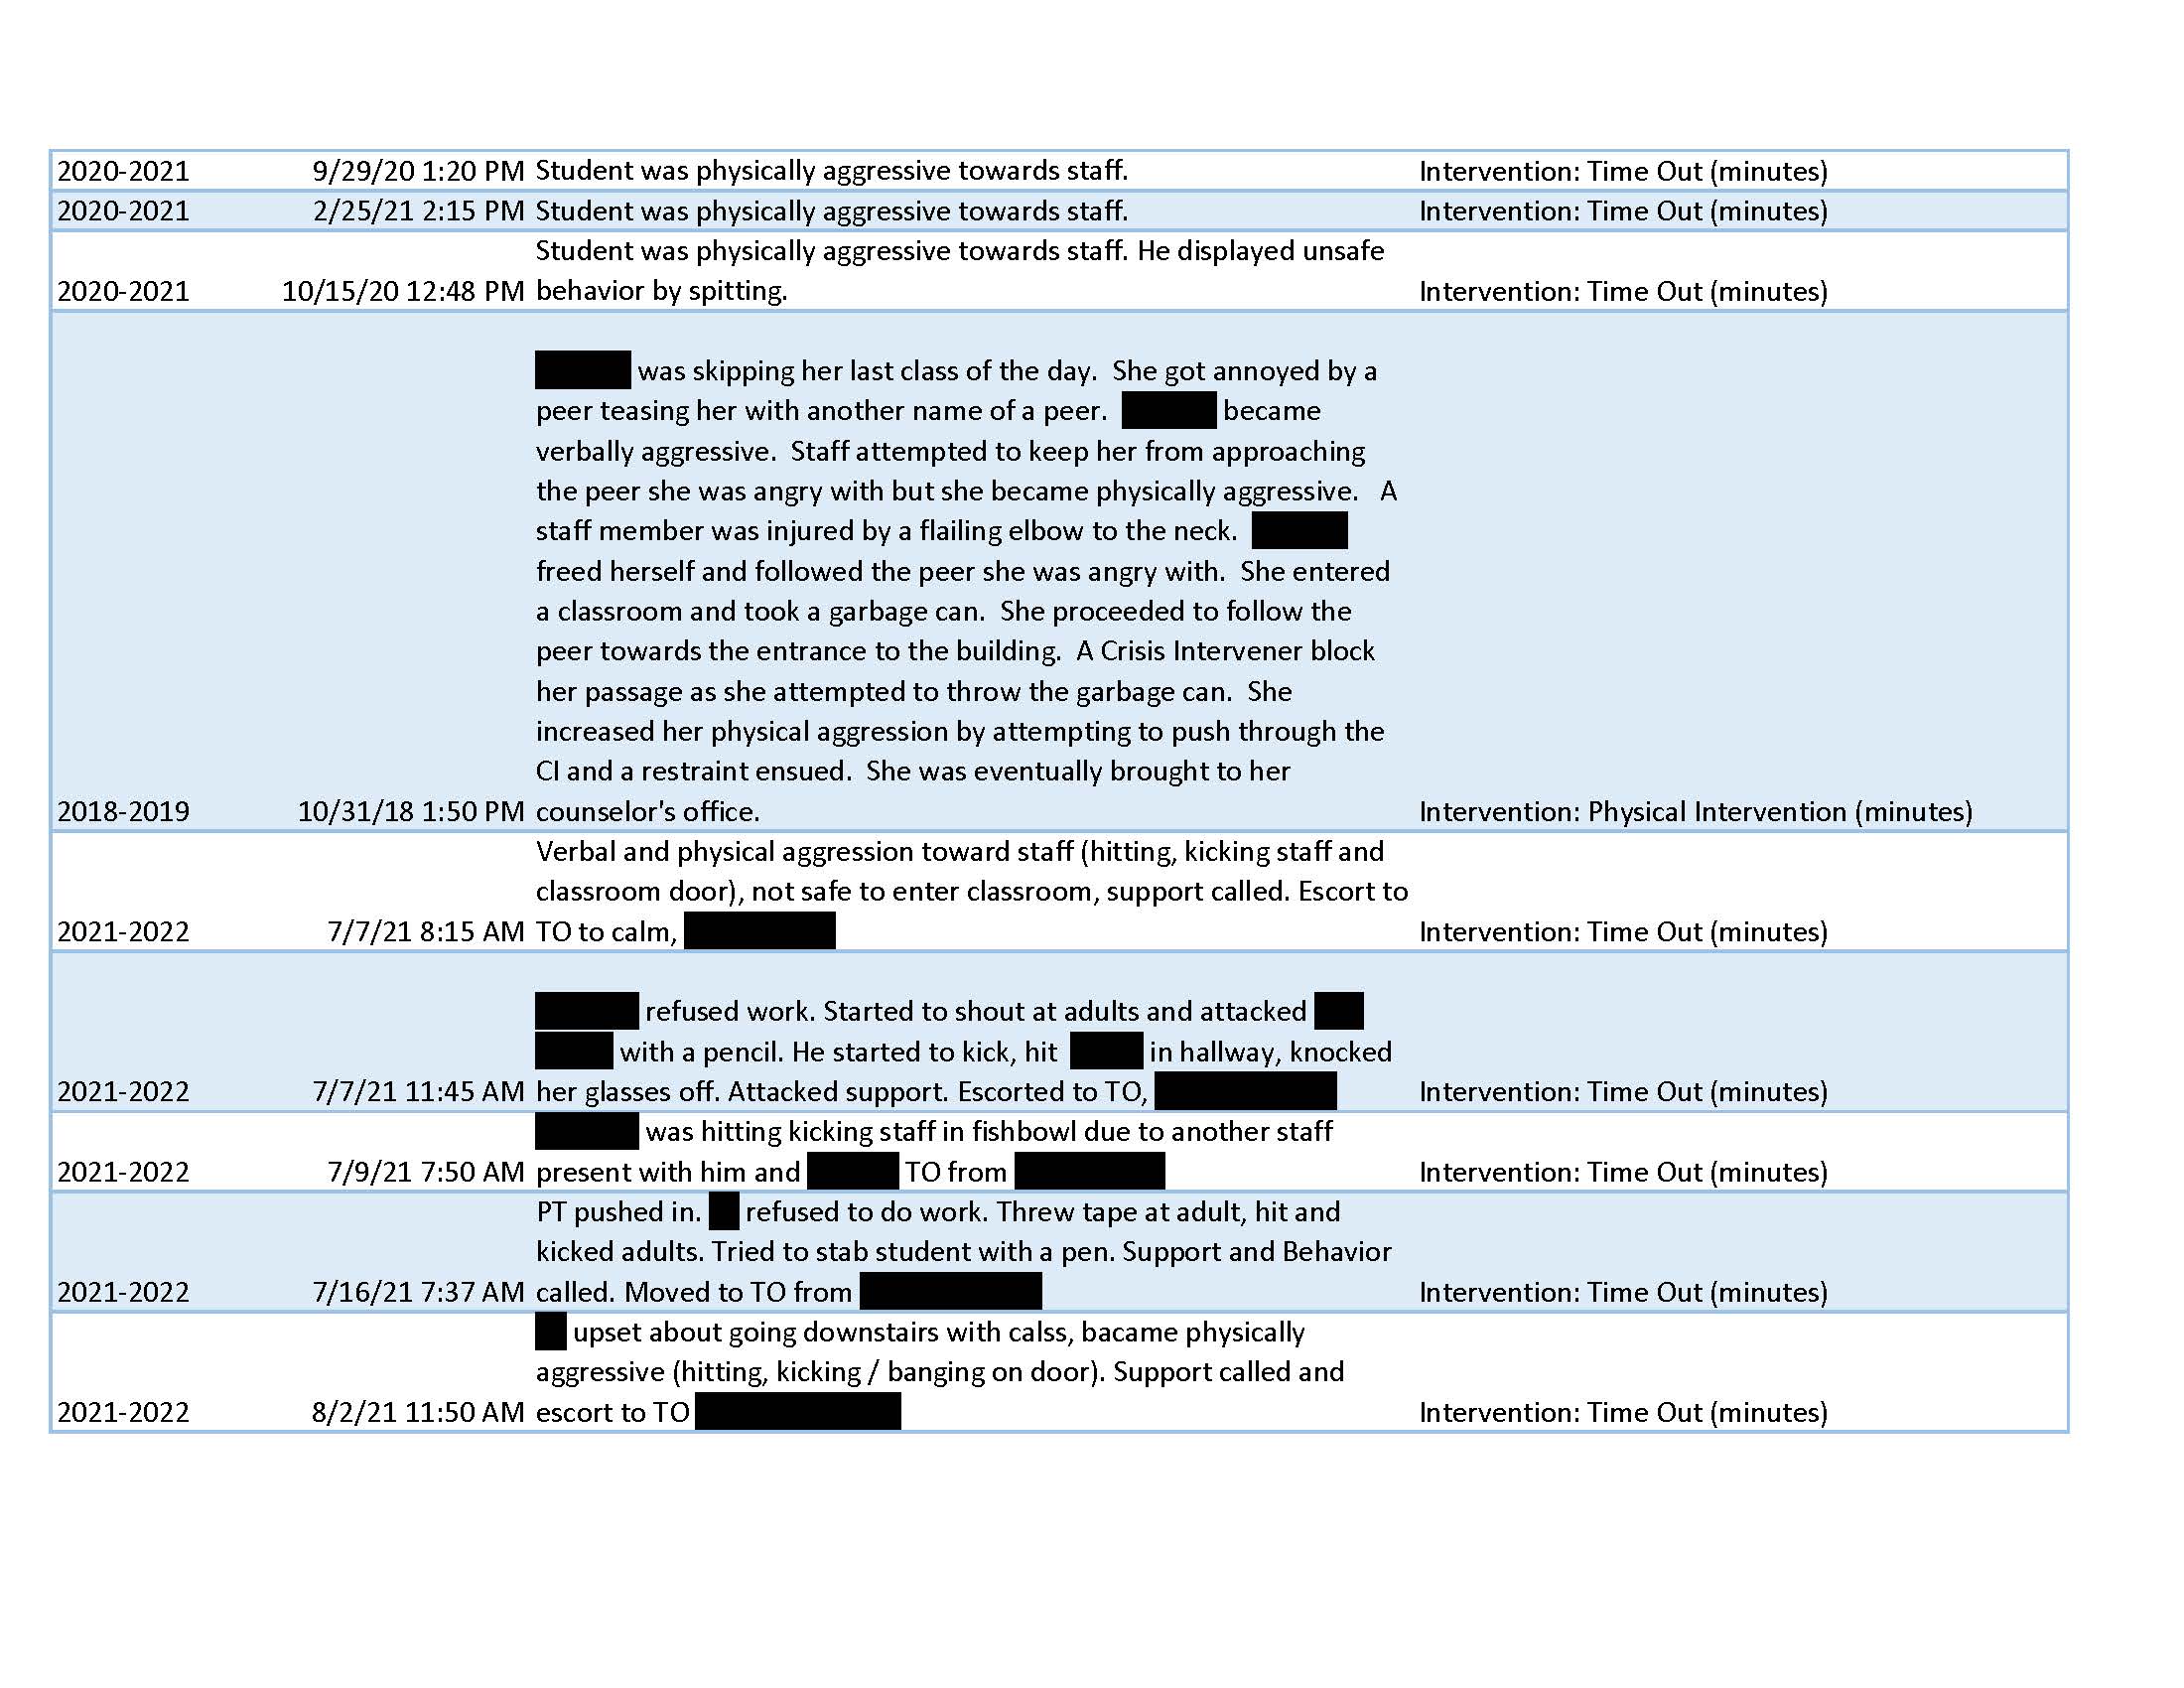 2020-2021 9/29/20 1:20 PM Student was physically aggressive towards staff. Intervention: Time Out (minutes)
2020-2021 2/25/21 2:15 PM Student was physically aggressive towards staff. Intervention: Time Out (minutes)
Student was physically aggressive towards staff. He displayed unsafe
2020-2021 10/15/20 12:48 PM behavior by spitting. Intervention: Time Out (minutes)
was skipping her last class of the day. She got annoyed by a
peer teasing her with another name of a peer. became
verbally aggressive. Staff attempted to keep her from approaching
the peer she was angry with but she became physically aggressive. A
staff member was injured by a flailing elbow to the neck.
freed herself and followed the peer she was angry with. She entered
a classroom and took a garbage can. She proceeded to follow the
peer towards the entrance to the building. A Crisis Intervener block
her passage as she attempted to throw the garbage can. She
increased her physical aggression by attempting to push through the
CI and a restraint ensued. She was eventually brought to her
2018-2019 10/31/18 1:50 PM counselor's office. Intervention: Physical Intervention (minutes)
Verbal and physical aggression toward staff (hitting, kicking staff and
classroom door), not safe to enter classroom, support called. Escort to
2021-2022 7/7/21 8:15 AM TO to calm, Intervention: Time Out (minutes)
refused work. Started to shout at adults and attacked
with a pencil. He started to kick, hit in hallway, knocked
2021-2022 7/7/21 11:45 AM her glasses off. Attacked support. Escorted to TO, Intervention: Time Out (minutes)
was hitting kicking staff in fishbowl due to another staff
2021-2022 7/9/21 7:50 AM present with him and TO from Intervention: Time Out (minutes)
PT pushed in. refused to do work. Threw tape at adult, hit and
kicked adults. Tried to stab student with a pen. Support and Behavior
2021-2022 7/16/21 7:37 AM called. Moved to TO from Intervention: Time Out (minutes)
upset about going downstairs with calss, bacame physically
aggressive (hitting, kicking / banging on door). Support called and
2021-2022 8/2/21 11:50 AM escort to TO Intervention: Time Out (minutes)